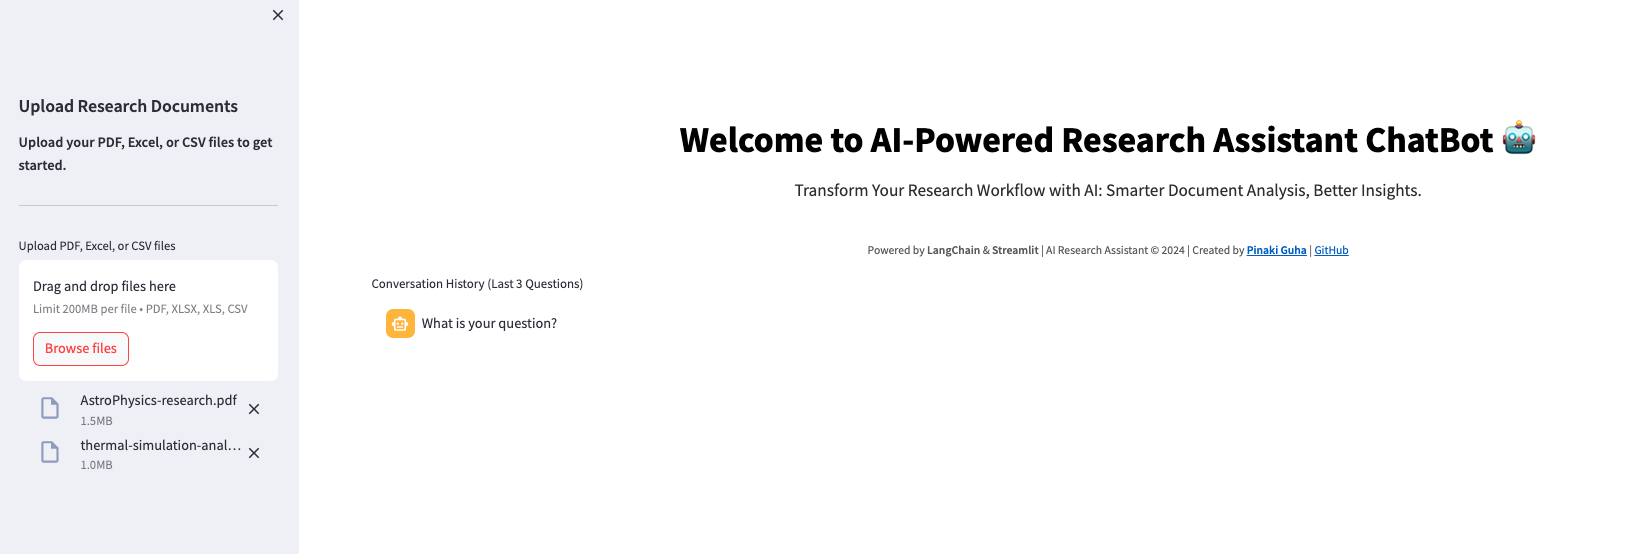 Upload Research Documents
Upload your PDF, Excel, or CSV files to get
started.
Upload PDF, Excel, or CSV files
Drag and drop files here
Limit 200MB per file • PDF, XLSX, XLS, CSV
Browse files
AstroPhysics-research.pdf
1.5MB
thermal-simulation-anal...
1.0MB
Welcome to AI-Powered Research Assistant ChatBot 🤖
Transform Your Research Workflow with AI: Smarter Document Analysis, Better Insights.
Powered by LangChain & Streamlit | AI Research Assistant © 2024 | Created by Pinaki Guha | GitHub
Conversation History (Last 3 Questions)
What is your question?